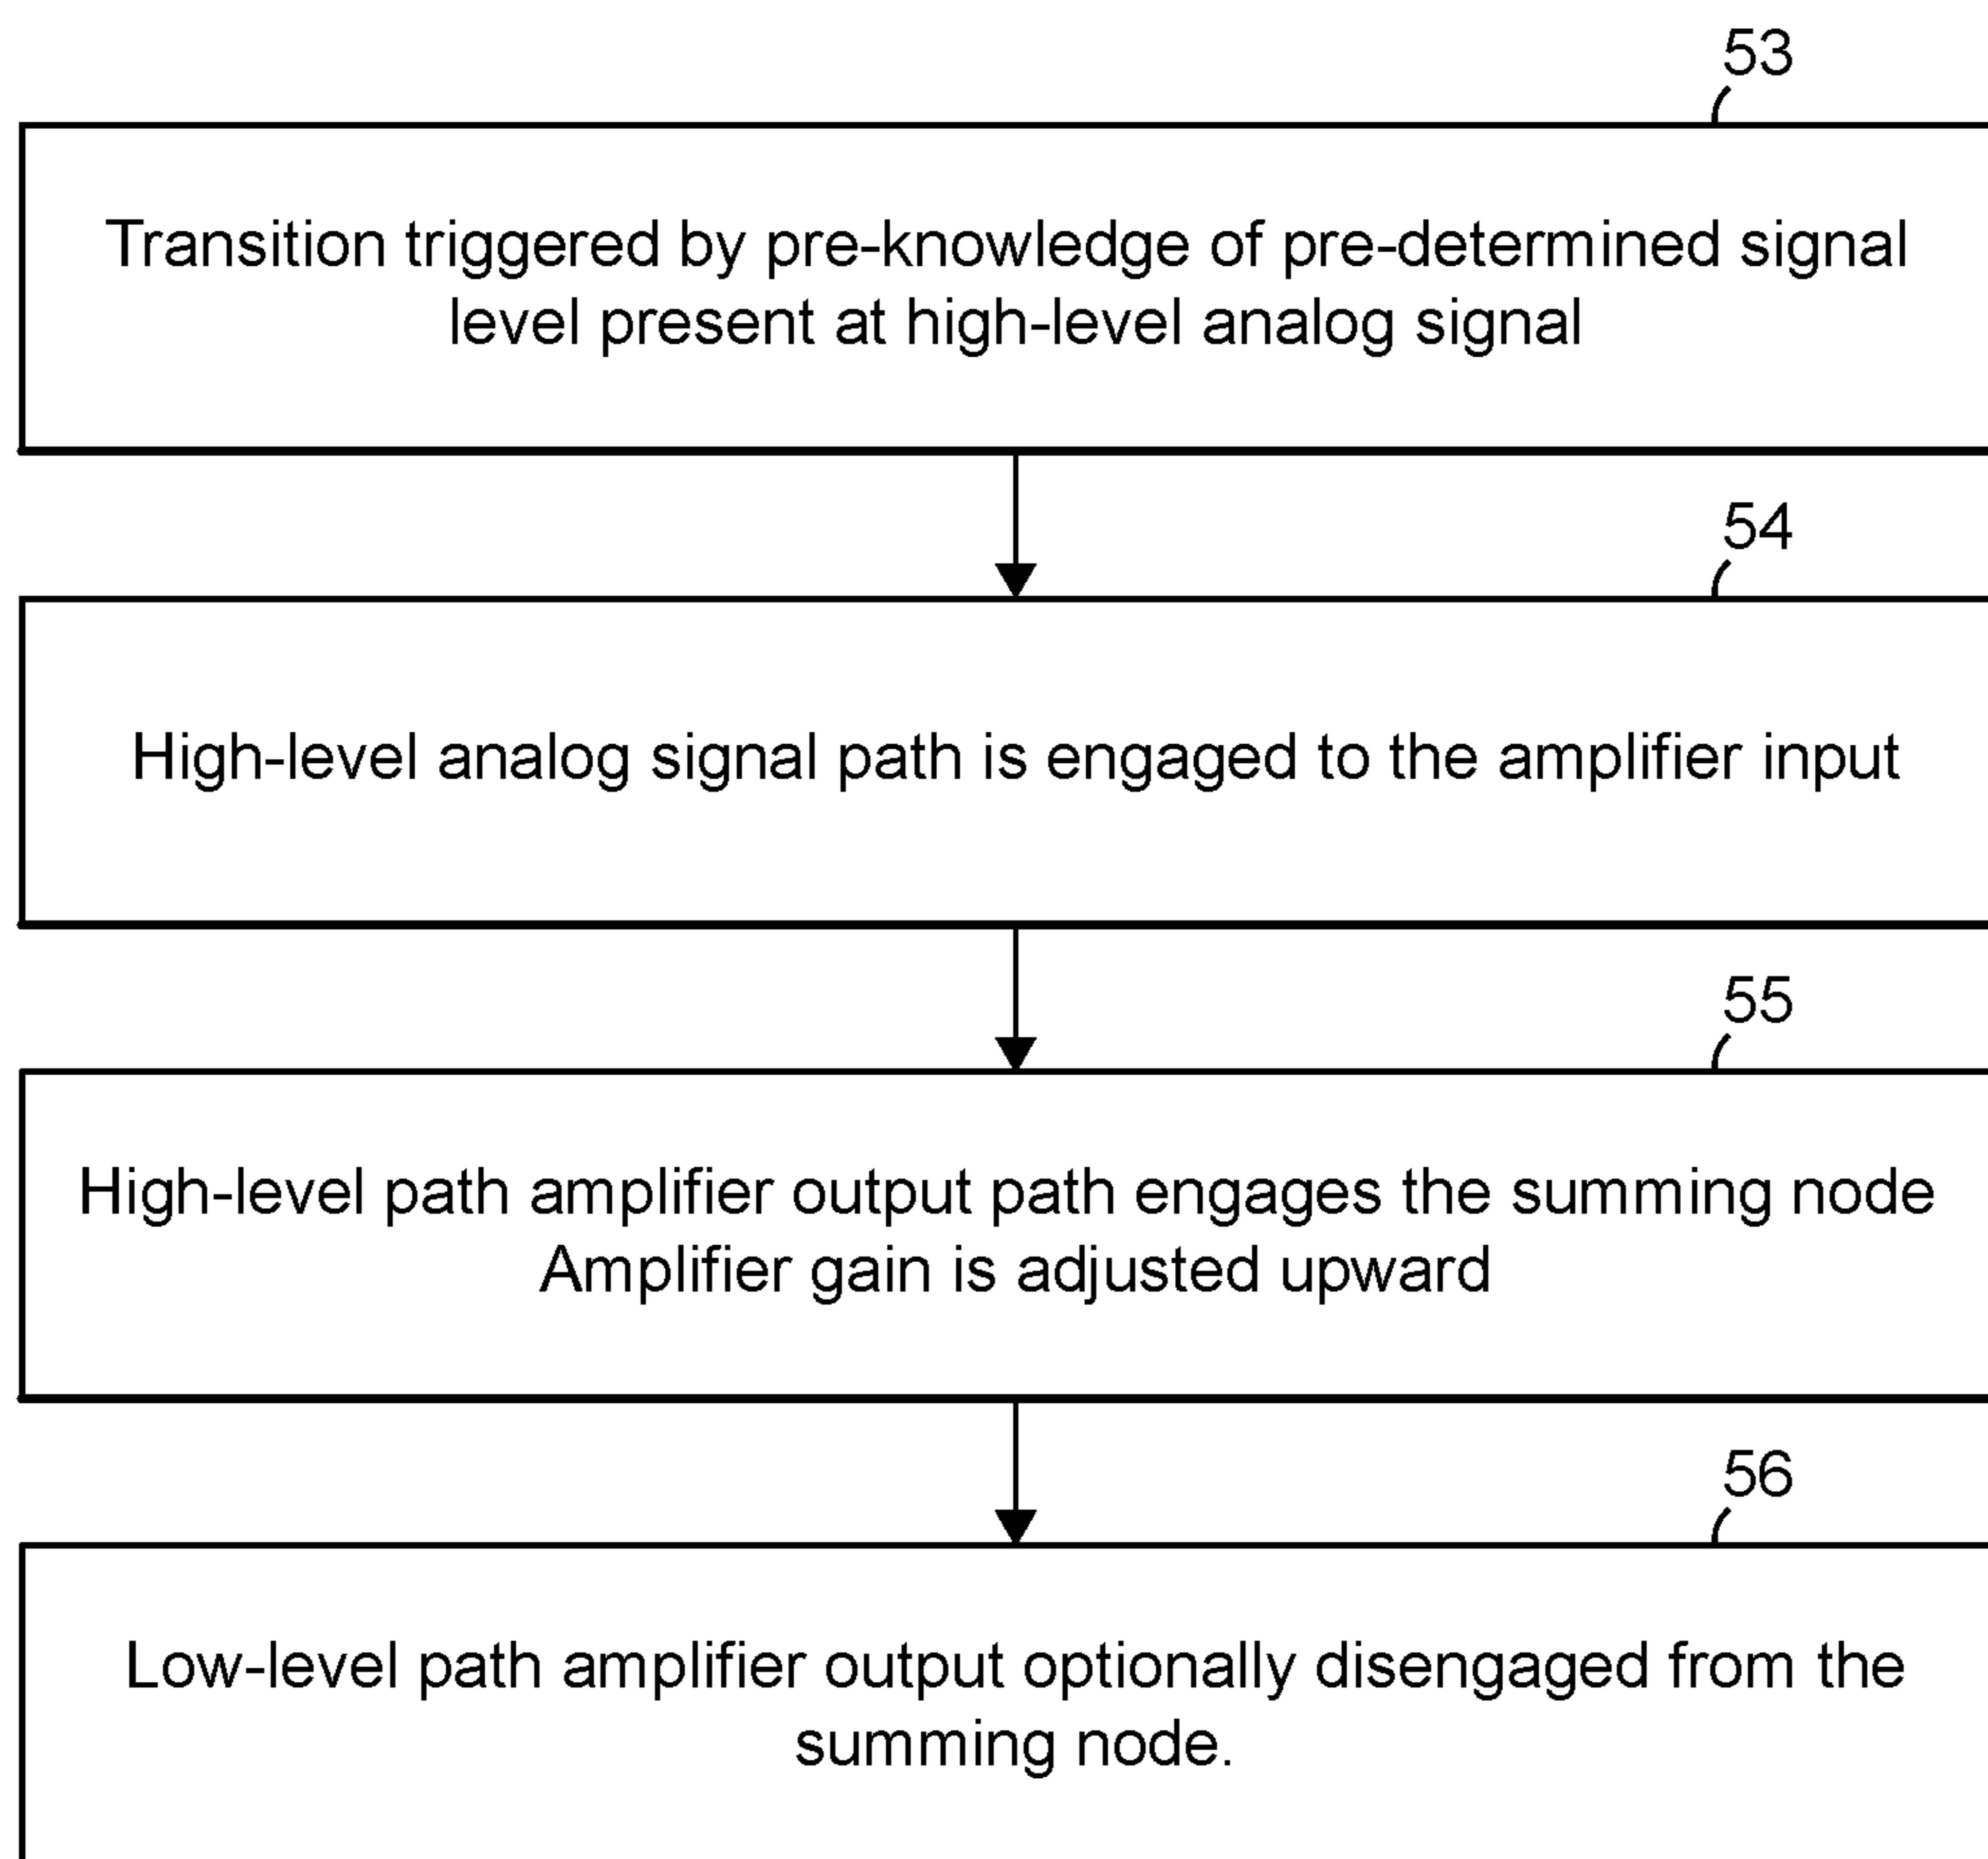 53
Transition triggered by pre-knowledge of pre-determined signal
level present at high-level analog signal
54
High-level analog signal path is engaged to the amplifier input
55
High-level path amplifier output path engages the summing node
Amplifier gain is adjusted upward
56
Low-level path amplifier output optionally disengaged from the
summing node.